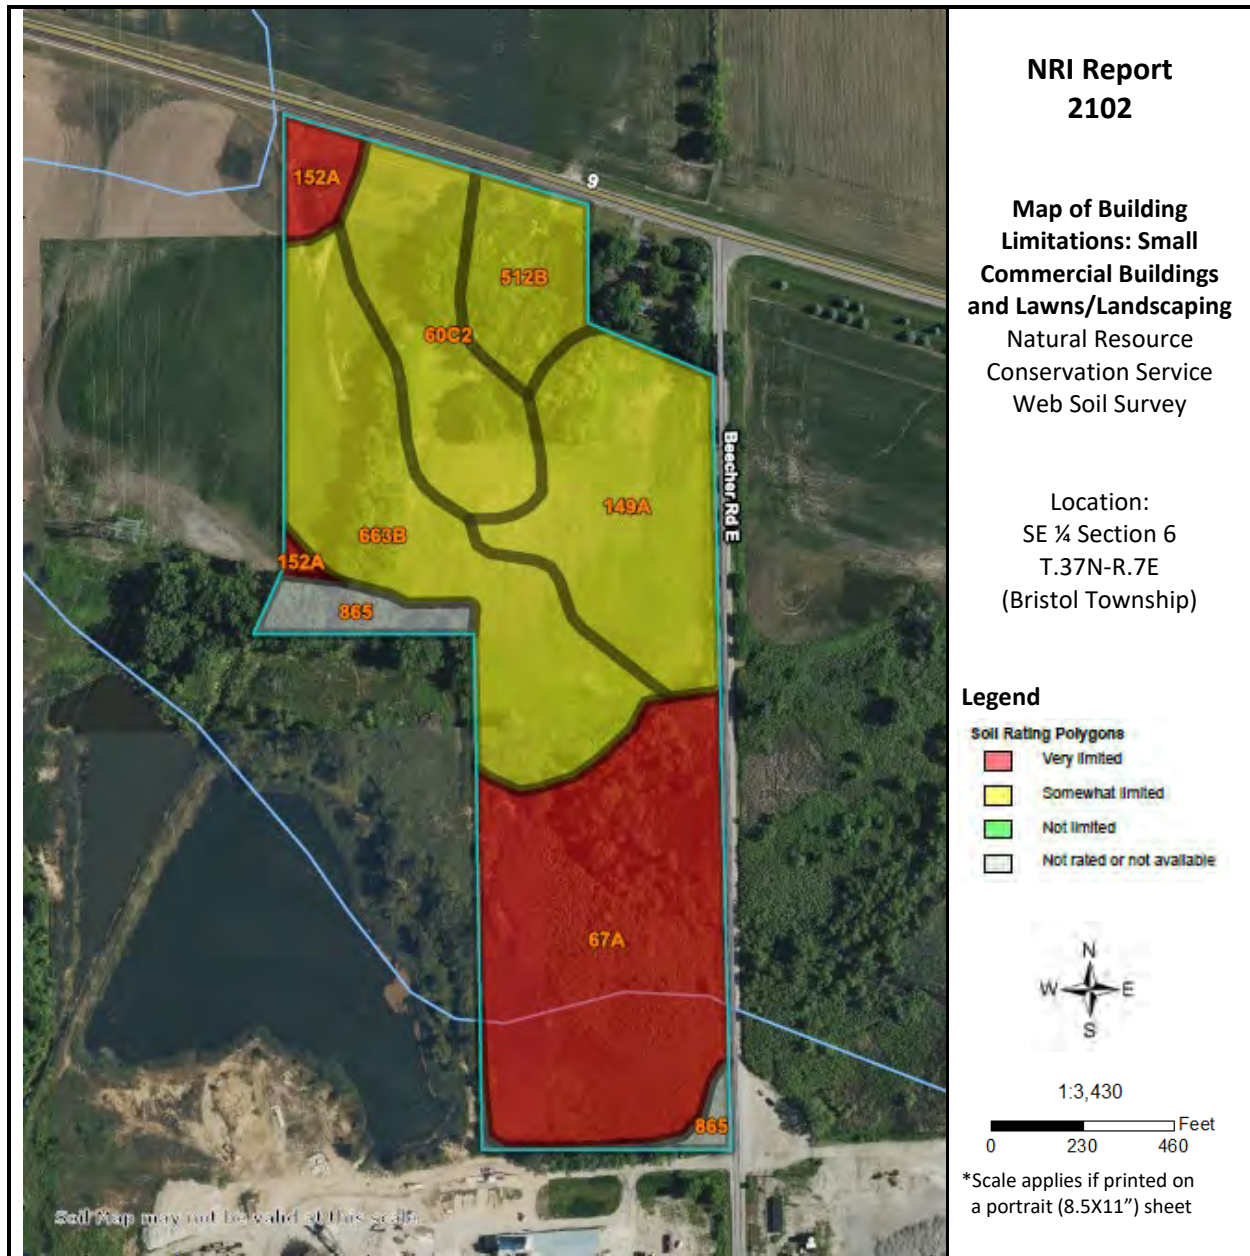 152A
9
512B
60C2
Beecher Rd E
149A
663B
152A
865
67A
865
Soil Map may not be valid at this scale.
NRI Report
2102
Map of Building
Limitations: Small
Commercial Buildings
and Lawns/Landscaping
Natural Resource
Conservation Service
Web Soil Survey
Location:
SE ¼ Section 6
T.37N-R.7E
(Bristol Township)
Legend
Soil Rating Polygons
Very limited
Somewhat limited
Not limited
Not rated or not available
N
W E
S
1:3,430
Feet
0 230 460
*Scale applies if printed on
a portrait (8.5X11”) sheet